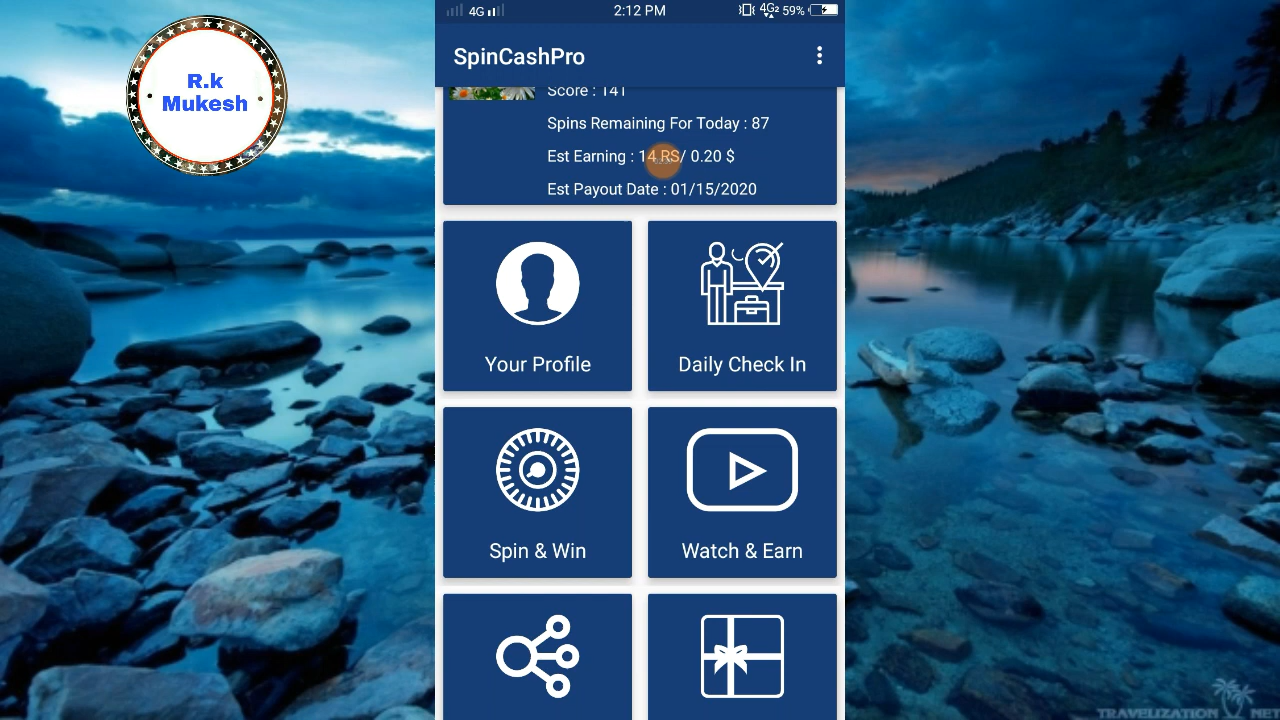 R.k
Mukesh
4G
2:12 PM
4G2 59%
SpinCashPro
Score : 141
Spins Remaining For Today : 87
Est Earning : 14 RS/ 0.20 $
Est Payout Date : 01/15/2020
Your Profile
Daily Check In
Spin & Win
Watch & Earn
TRAVELIZATION NET